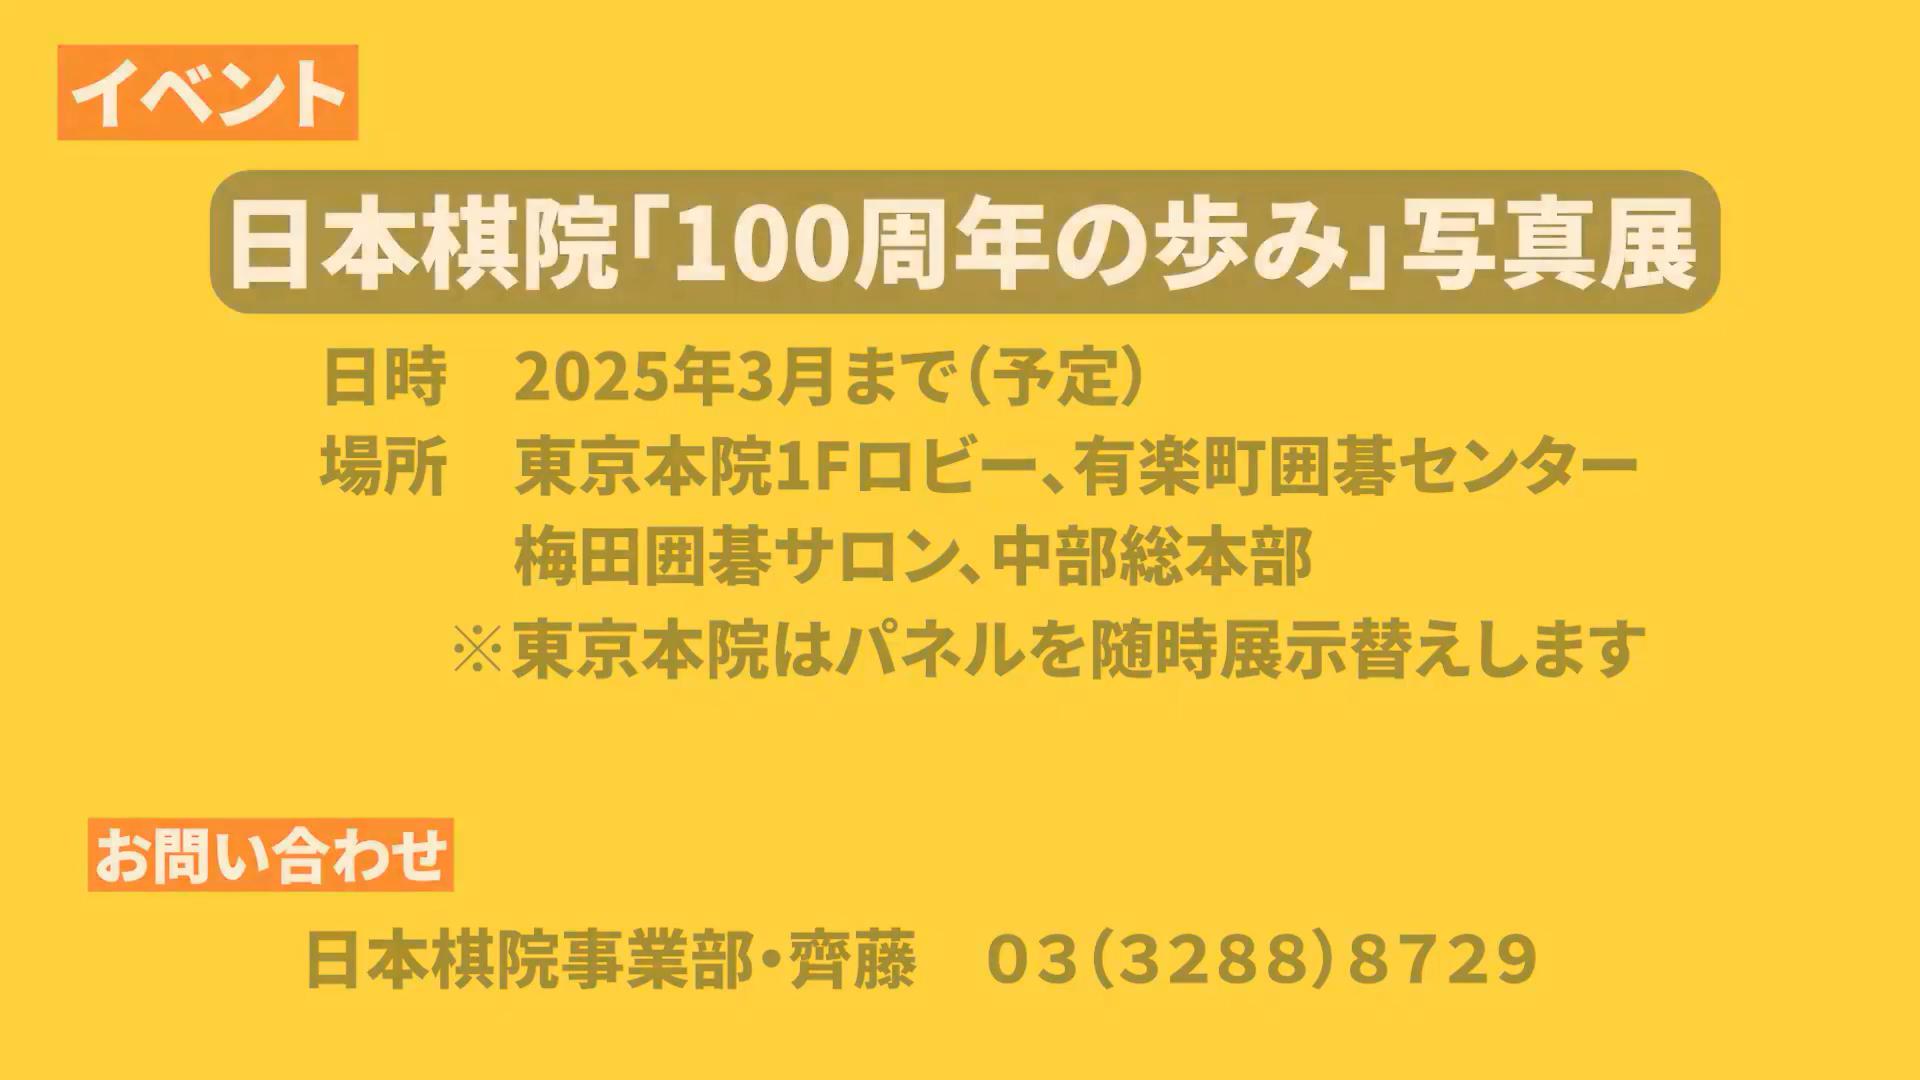 イベント
日本棋院「100周年の歩み」写真展
日時　2025年3月まで（予定）
場所　東京本院1Fロビー、有楽町囲碁センター
梅田囲碁サロン、中部総本部
※東京本院はパネルを随時展示替えします
お問い合わせ
日本棋院事業部・齊藤　０３（３２８８）８７２９